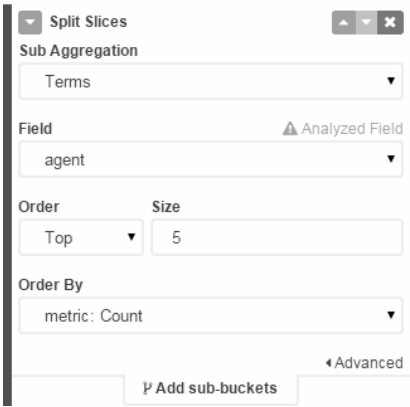 Split Slices
Sub Aggregation
Terms
Field Analyzed Field
agent
Order Size
Top 5
Order By
metric: Count
Advanced
Add sub-buckets